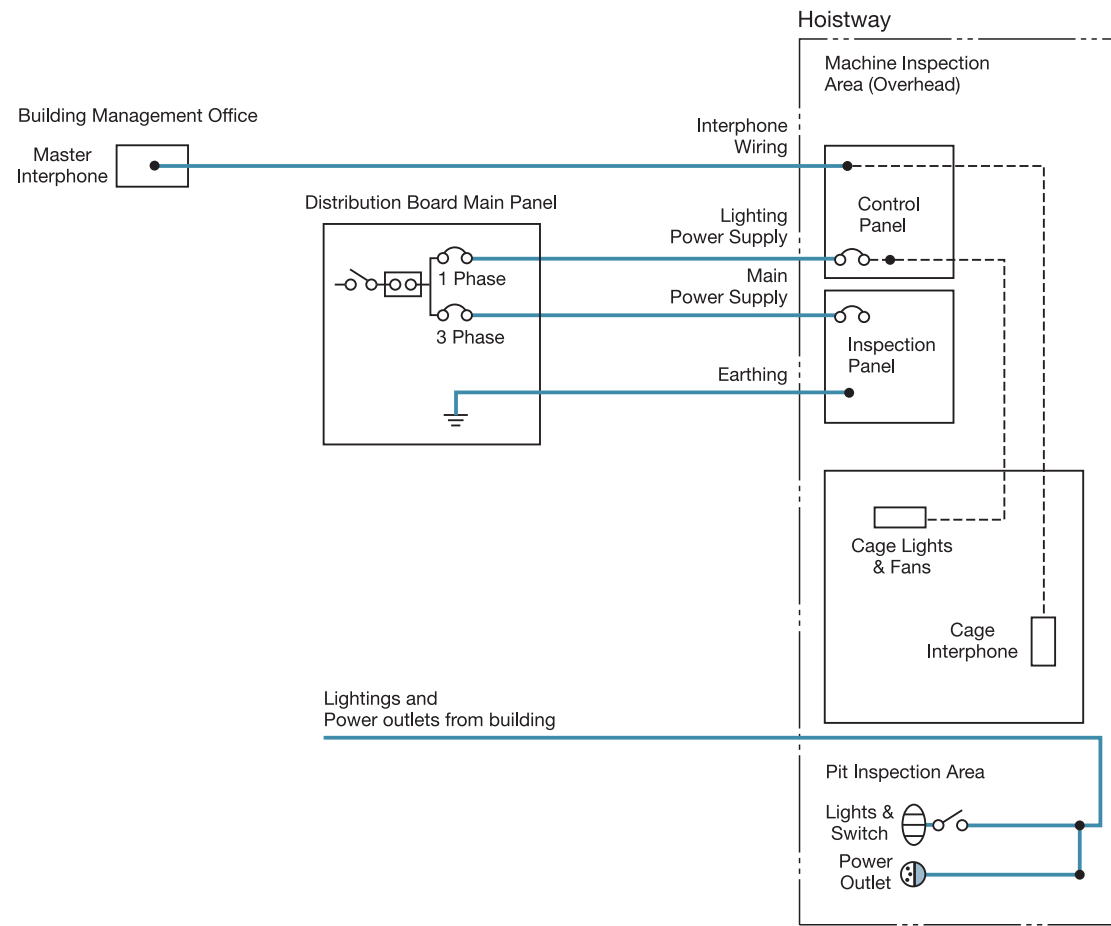 Hoistway
Machine Inspection
Area (Overhead)
Building Management Office
Master
Interphone
Interphone
Wiring
Distribution Board Main Panel
Control
Panel
Lighting
Power Supply
1 Phase
Main
Power Supply
3 Phase
Inspection
Panel
Earthing
Cage Lights
& Fans
Cage
Interphone
Lightings and
Power outlets from building
Pit Inspection Area
Lights &
Switch
Power
Outlet